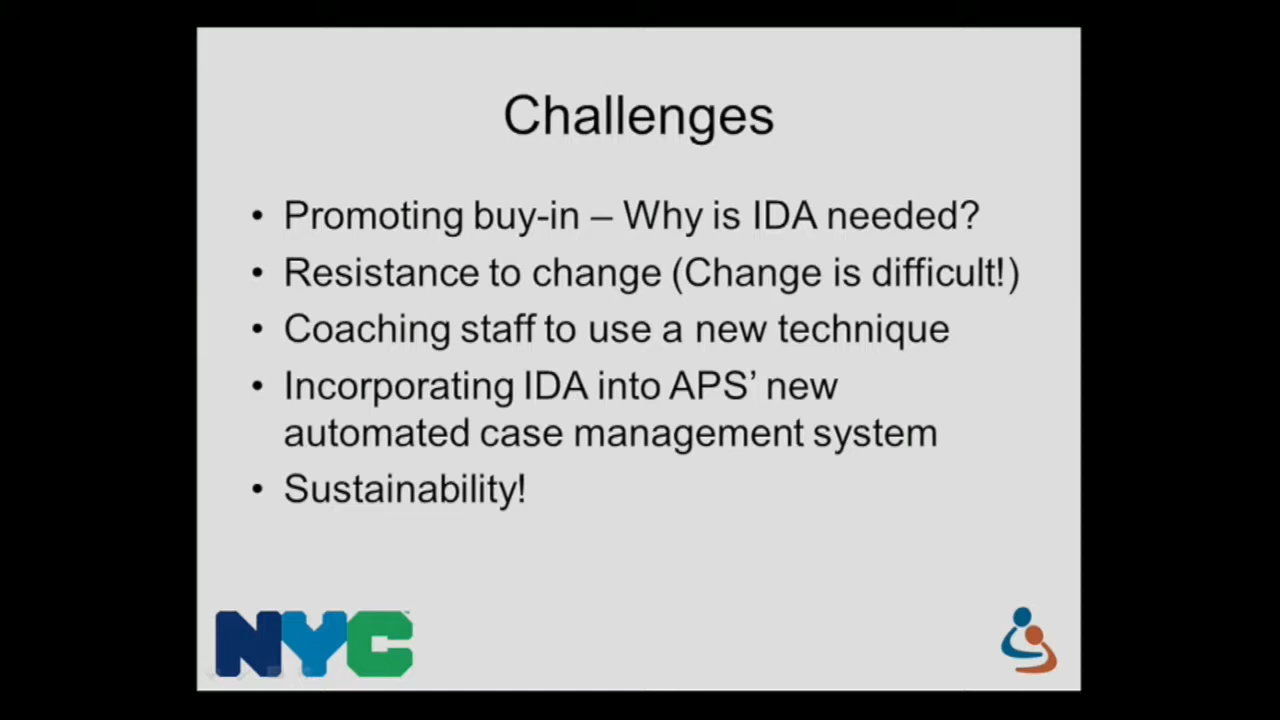 Challenges
• Promoting buy-in – Why is IDA needed?
• Resistance to change (Change is difficult!)
• Coaching staff to use a new technique
• Incorporating IDA into APS’ new
automated case management system
• Sustainability!
NYC